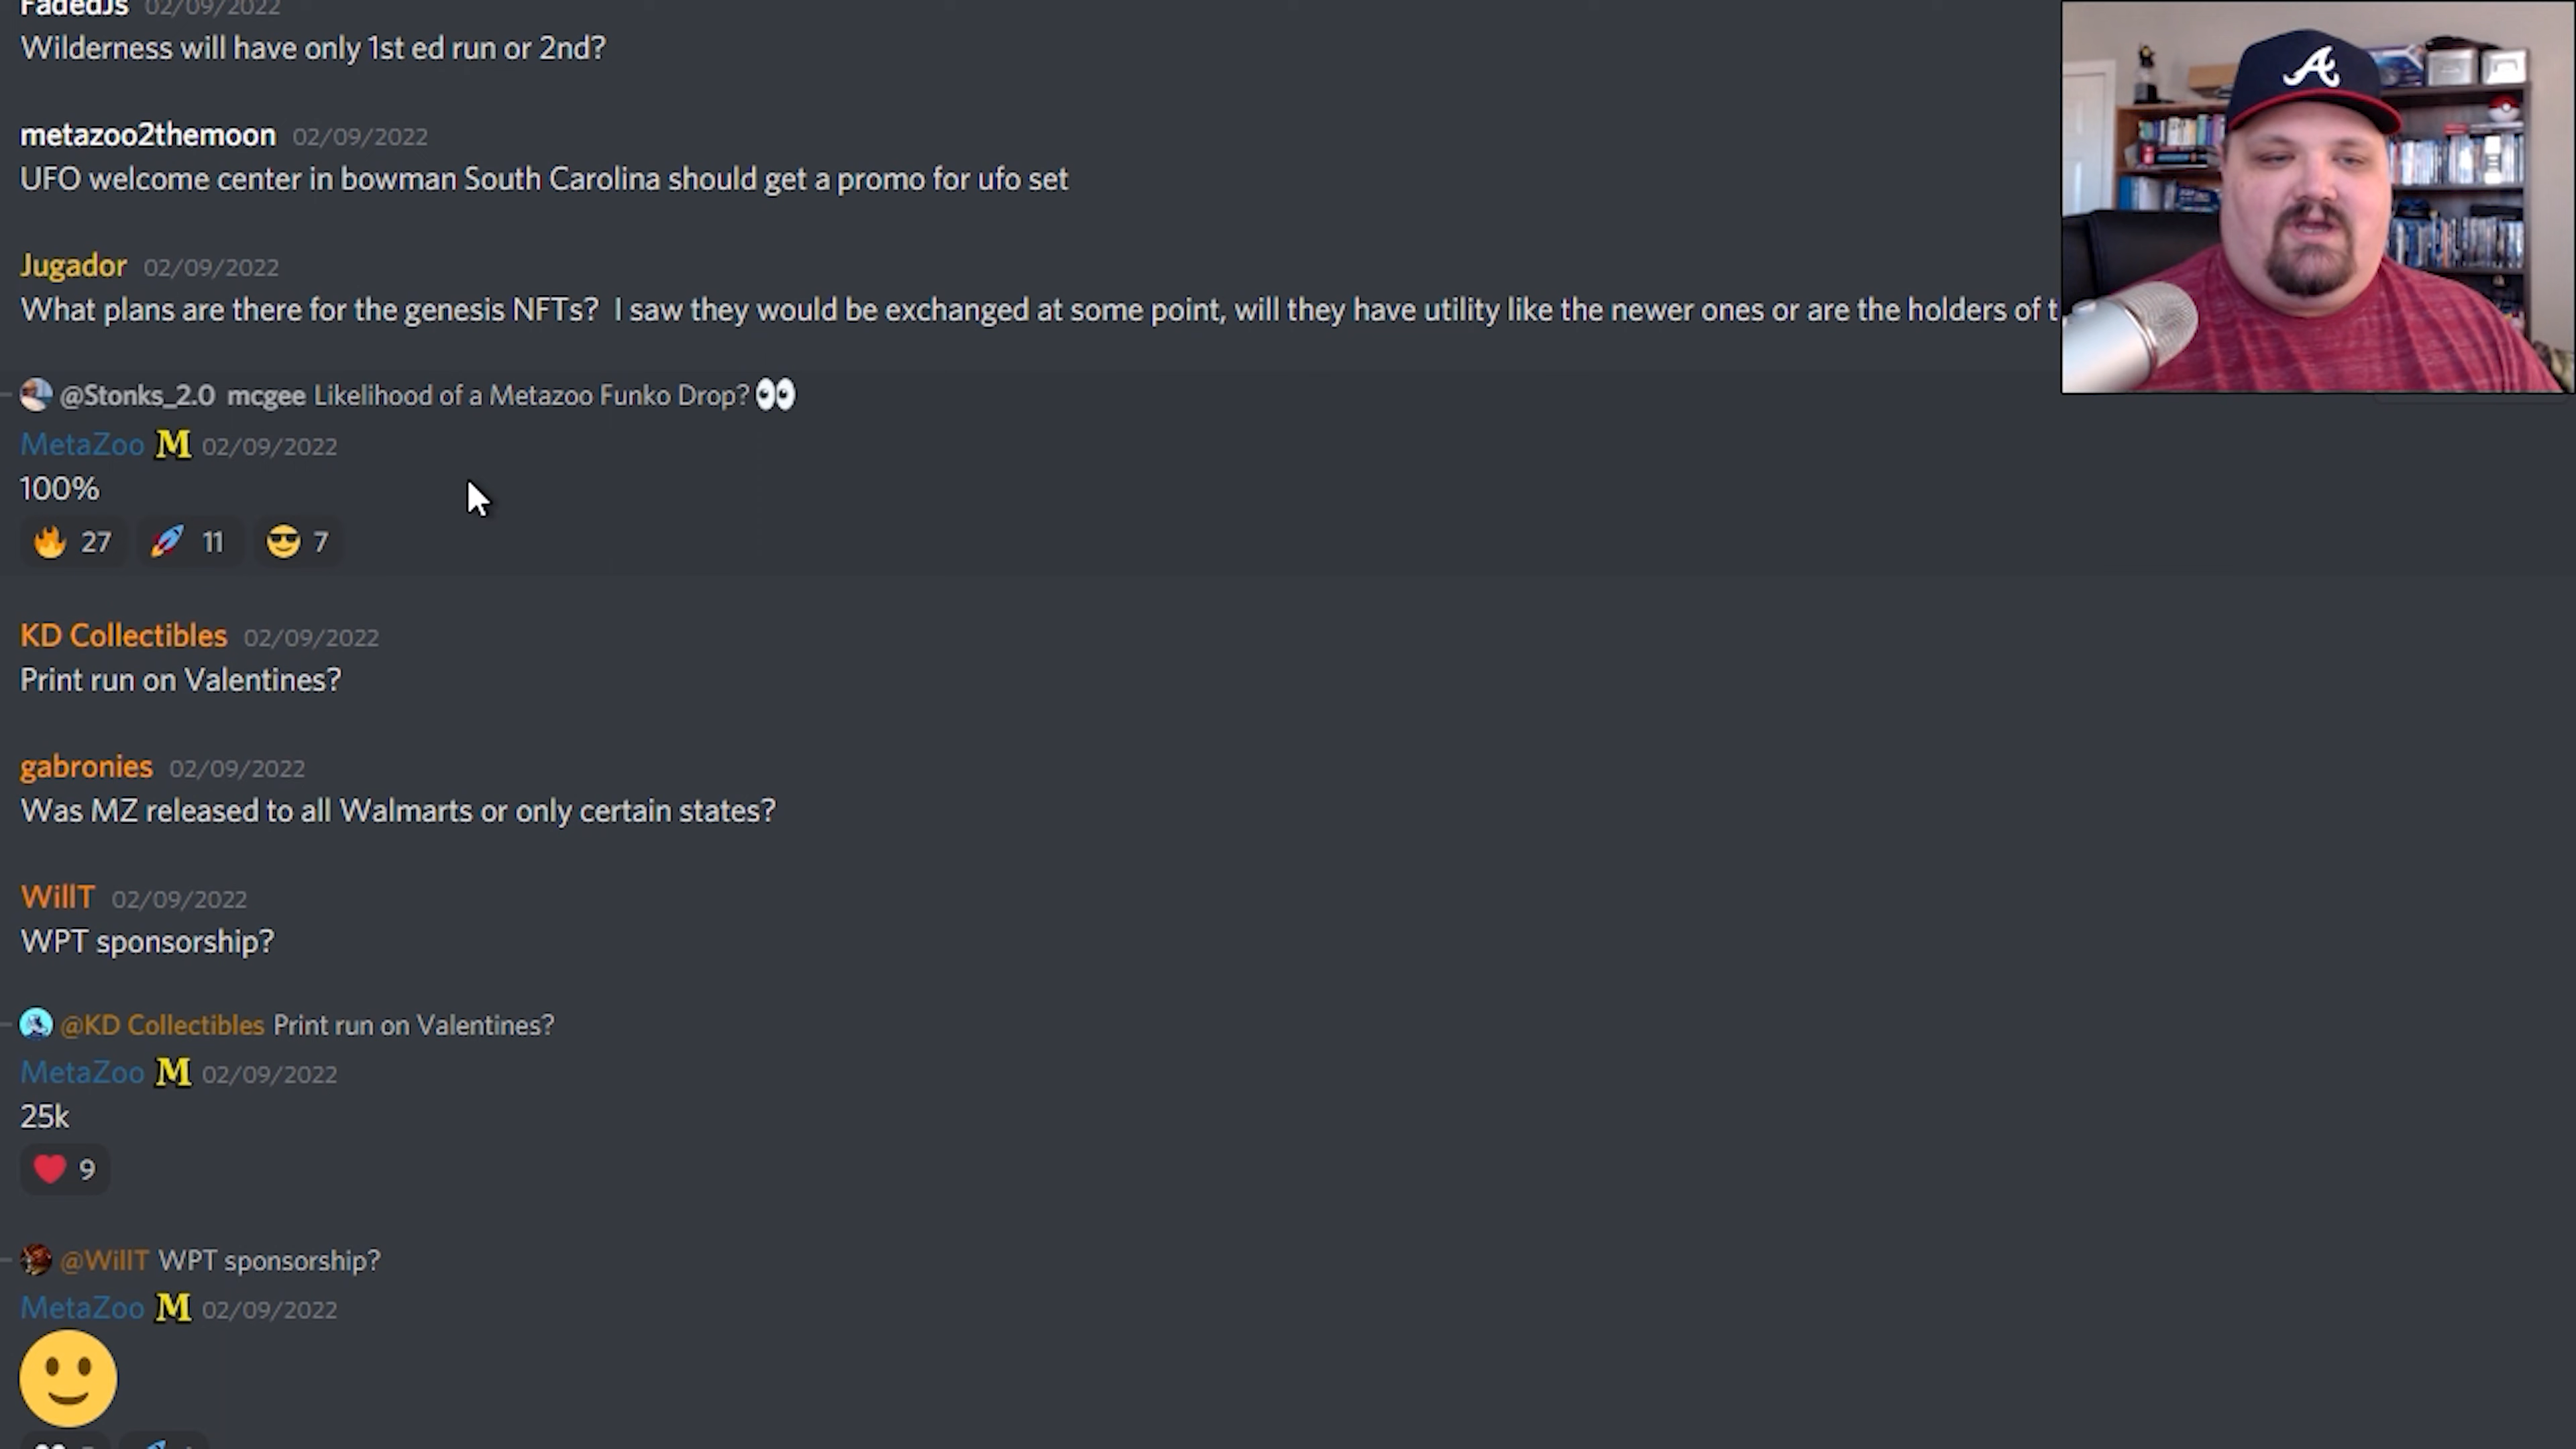 FadedJs 02/09/2022
Wilderness will have only 1st ed run or 2nd?
metazoo2themoon 02/09/2022
UFO welcome center in bowman South Carolina should get a promo for ufo set
Jugador 02/09/2022
What plans are there for the genesis NFTs? I saw they would be exchanged at some point, will they have utility like the newer ones or are the holders of t
@Stonks_2.0 mcgee Likelihood of a Metazoo Funko Drop? 👀
MetaZoo M 02/09/2022
100%
🔥 27 🚀 11 😎 7
KD Collectibles 02/09/2022
Print run on Valentines?
gabronies 02/09/2022
Was MZ released to all Walmarts or only certain states?
WillT 02/09/2022
WPT sponsorship?
@KD Collectibles Print run on Valentines?
MetaZoo M 02/09/2022
25k
❤️ 9
@WillT WPT sponsorship?
MetaZoo M 02/09/2022
🙂
A